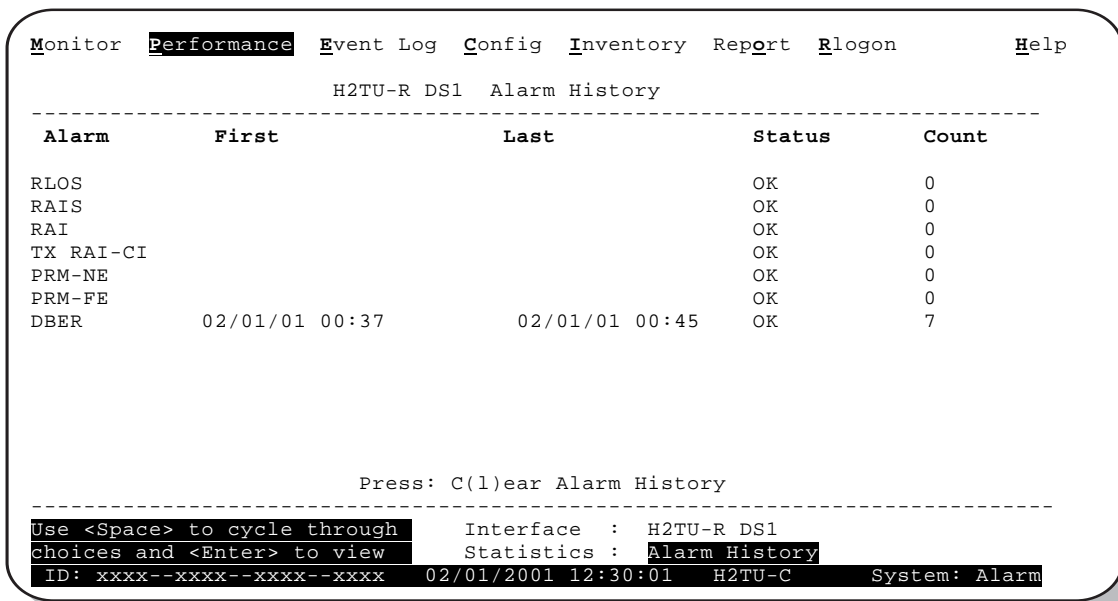 Monitor Performance Event Log Config Inventory Report Rlogon Help
H2TU-R DS1 Alarm History
--------------------------------------------------------------------------------
Alarm First Last Status Count
RLOS OK 0
RAIS OK 0
RAI OK 0
TX RAI-CI OK 0
PRM-NE OK 0
PRM-FE OK 0
DBER 02/01/01 00:37 02/01/01 00:45 OK 7
Press: C(l)ear Alarm History
--------------------------------------------------------------------------------
Use <Space> to cycle through Interface : H2TU-R DS1
choices and <Enter> to view Statistics : Alarm History
ID: xxxx--xxxx--xxxx--xxxx 02/01/2001 12:30:01 H2TU-C System: Alarm